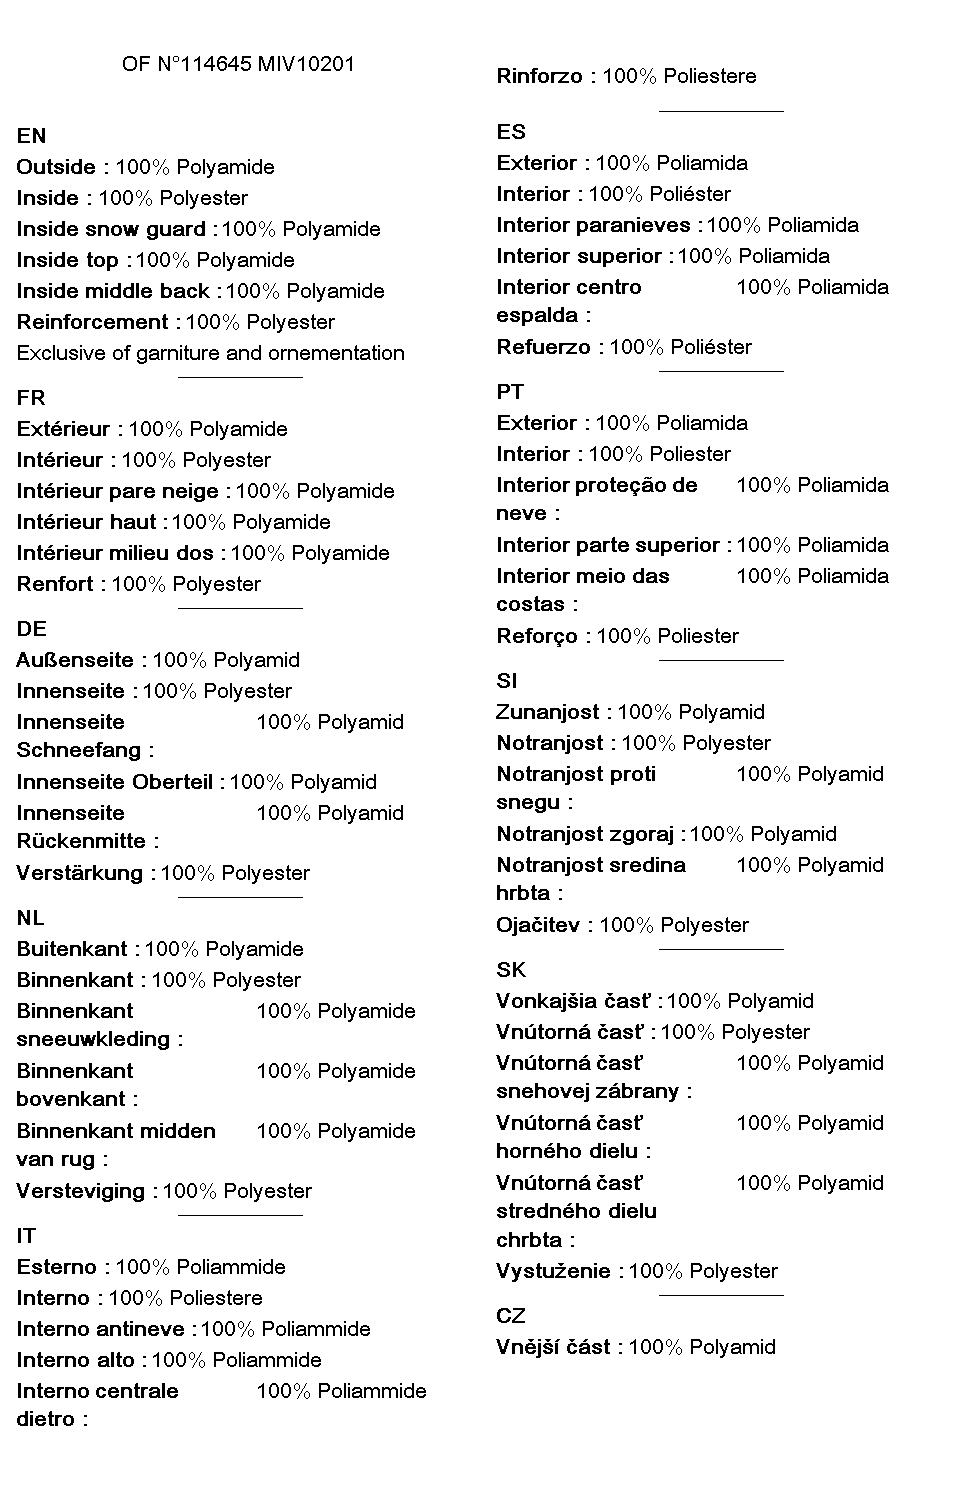 OF N°114645 MIV10201
EN
Outside : 100% Polyamide
Inside : 100% Polyester
Inside snow guard : 100% Polyamide
Inside top : 100% Polyamide
Inside middle back : 100% Polyamide
Reinforcement : 100% Polyester
Exclusive of garniture and ornementation
FR
Extérieur : 100% Polyamide
Intérieur : 100% Polyester
Intérieur pare neige : 100% Polyamide
Intérieur haut : 100% Polyamide
Intérieur milieu dos : 100% Polyamide
Renfort : 100% Polyester
DE
Außenseite : 100% Polyamid
Innenseite : 100% Polyester
Innenseite 100% Polyamid
Schneefang :
Innenseite Oberteil : 100% Polyamid
Innenseite 100% Polyamid
Rückenmitte :
Verstärkung : 100% Polyester
NL
Buitenkant : 100% Polyamide
Binnenkant : 100% Polyester
Binnenkant 100% Polyamide
sneeuwkleding :
Binnenkant 100% Polyamide
bovenkant :
Binnenkant midden 100% Polyamide
van rug :
Versteviging : 100% Polyester
IT
Esterno : 100% Poliammide
Interno : 100% Poliestere
Interno antineve : 100% Poliammide
Interno alto : 100% Poliammide
Interno centrale 100% Poliammide
dietro :
Rinforzo : 100% Poliestere
ES
Exterior : 100% Poliamida
Interior : 100% Poliéster
Interior paranieves : 100% Poliamida
Interior superior : 100% Poliamida
Interior centro 100% Poliamida
espalda :
Refuerzo : 100% Poliéster
PT
Exterior : 100% Poliamida
Interior : 100% Poliester
Interior proteção de 100% Poliamida
neve :
Interior parte superior : 100% Poliamida
Interior meio das 100% Poliamida
costas :
Reforço : 100% Poliester
SI
Zunanjost : 100% Polyamid
Notranjost : 100% Polyester
Notranjost proti 100% Polyamid
snegu :
Notranjost zgoraj : 100% Polyamid
Notranjost sredina 100% Polyamid
hrbta :
Ojačitev : 100% Polyester
SK
Vonkajšia časť : 100% Polyamid
Vnútorná časť : 100% Polyester
Vnútorná časť 100% Polyamid
snehovej zábrany :
Vnútorná časť 100% Polyamid
horného dielu :
Vnútorná časť 100% Polyamid
stredného dielu
chrbta :
Vystuženie : 100% Polyester
CZ
Vnější část : 100% Polyamid